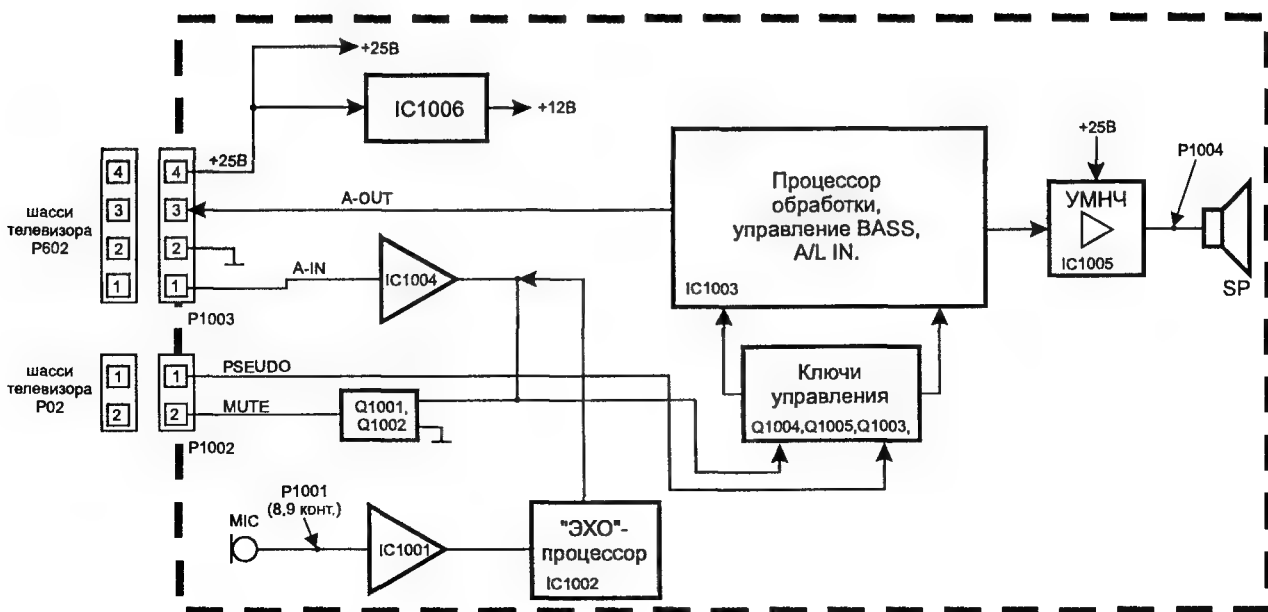 +25В
IC1006
+12В
+25В
4
4
3
3
2
2
1
1
шасси
телевизора
P602
P1003
A-OUT
A-IN
IC1004
Процессор
обработки,
управление BASS,
A/L IN.
IC1003
+25В
УМНЧ
IC1005
P1004
SP
шасси
телевизора
P02
1
1
2
2
P1002
PSEUDO
MUTE
Q1001,
Q1002
Ключи
управления
Q1004,Q1005,Q1003,
P1001
(8,9 конт.)
MIC
IC1001
"ЭХО"-
процессор
IC1002